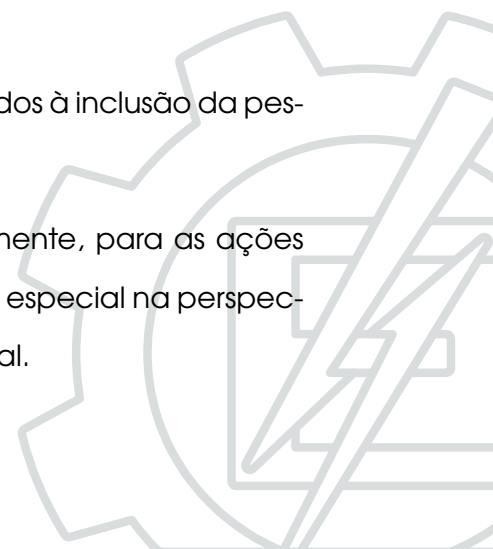 dos à inclusão da pes-
mente, para as ações
especial na perspec-
al.